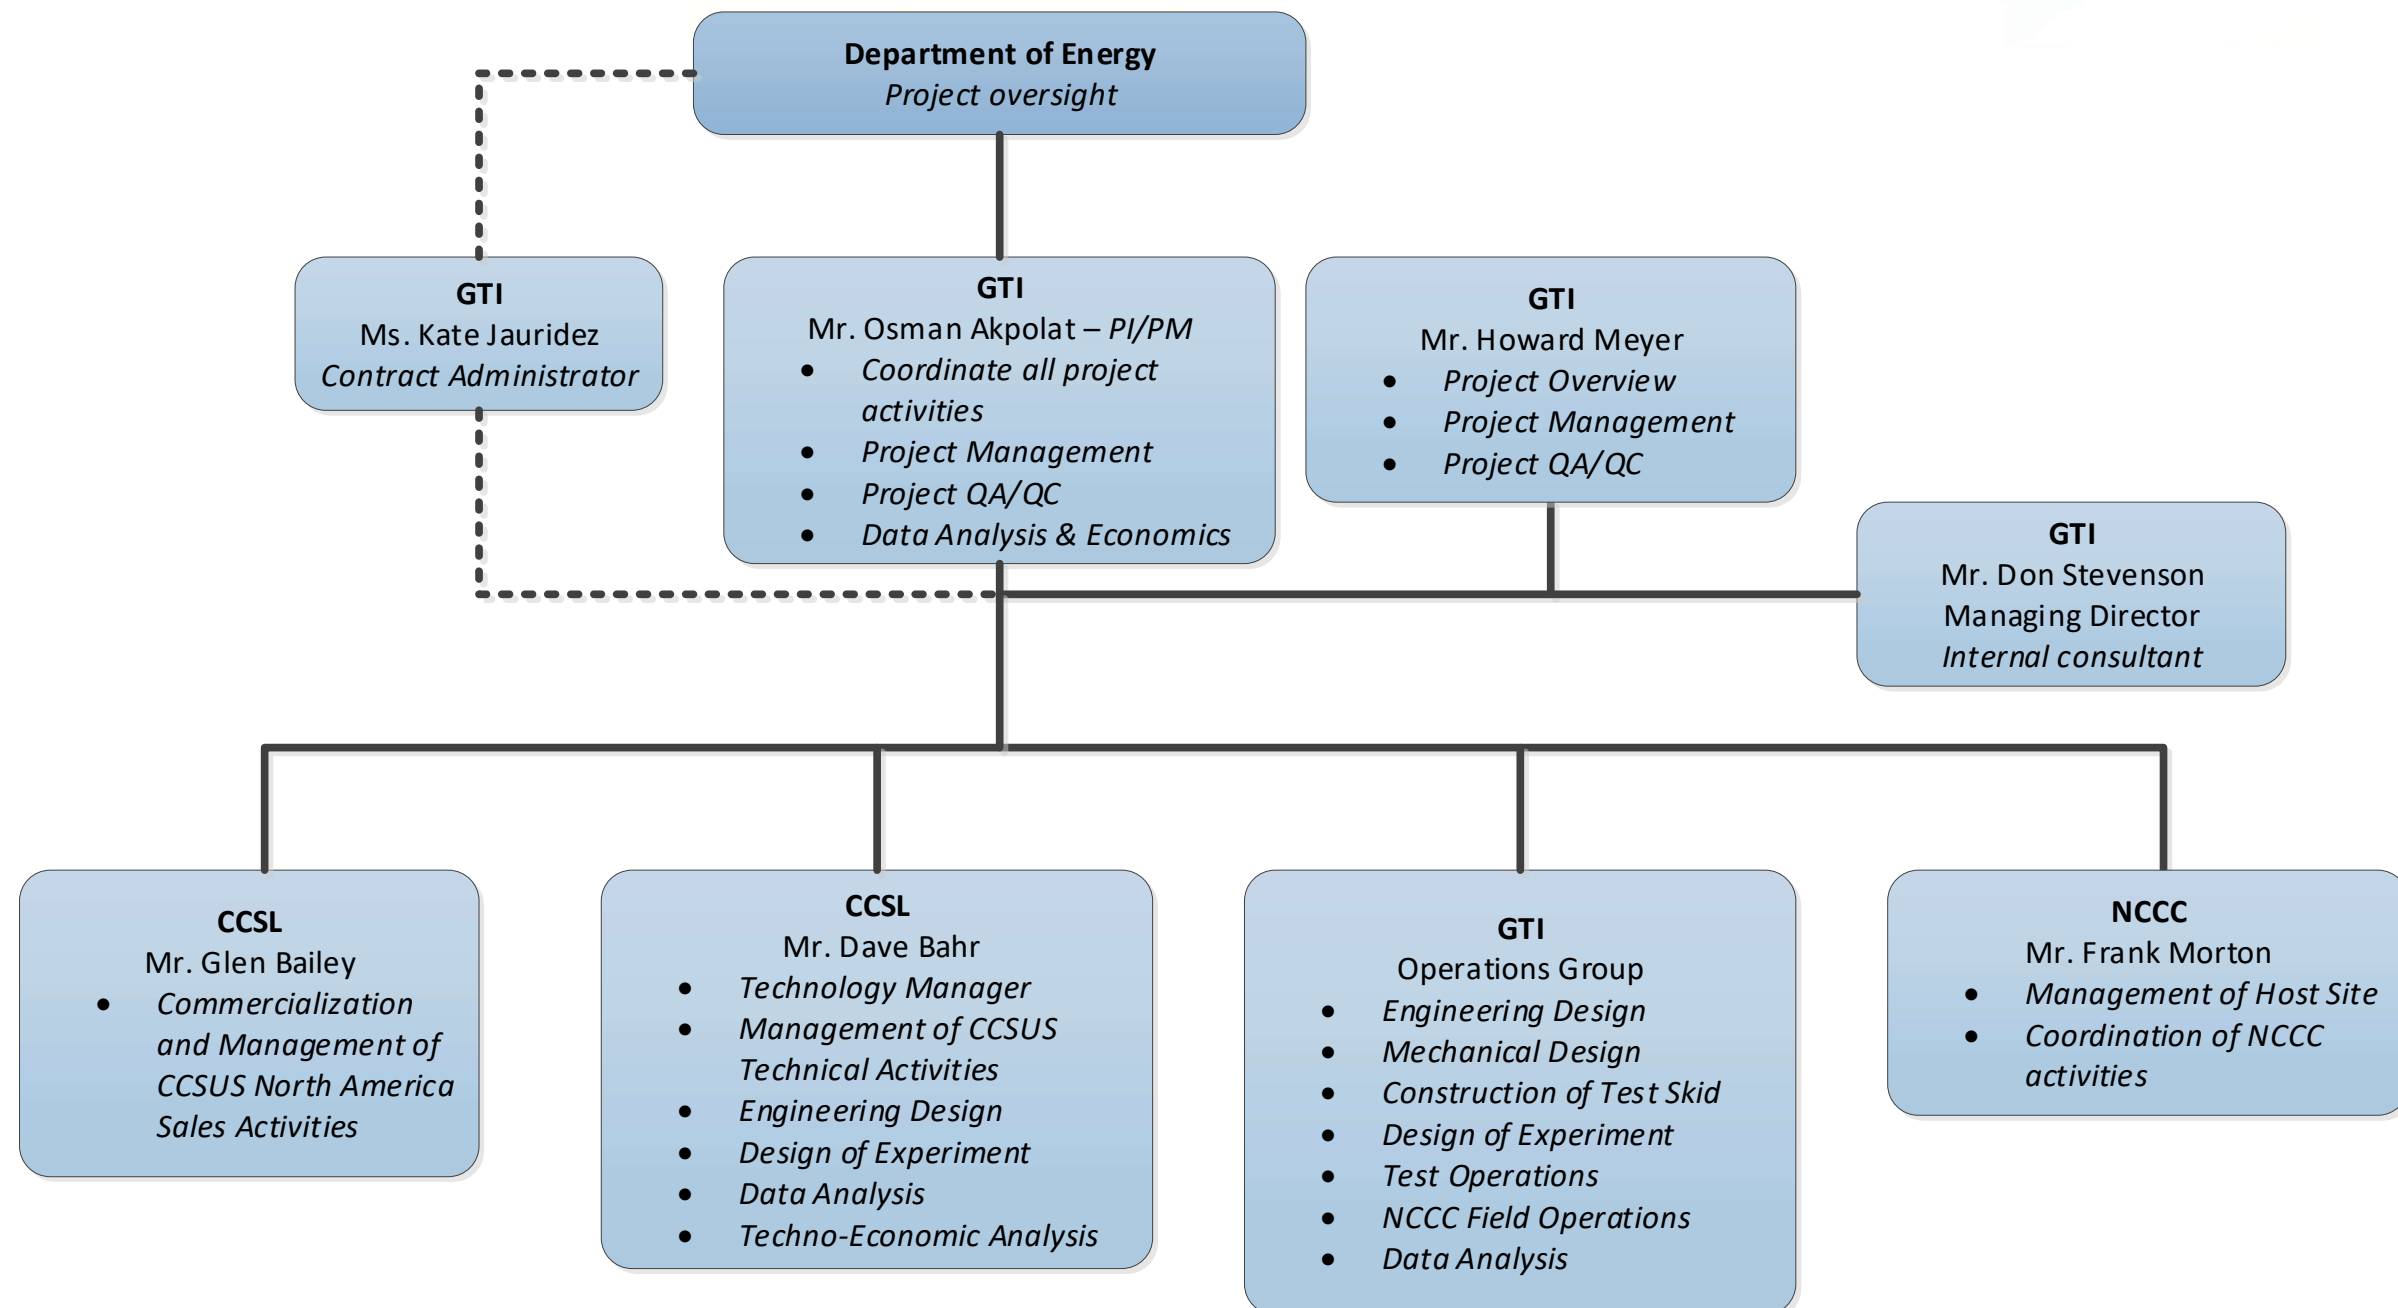 Department of Energy
Project oversight
GTI
Ms. Kate Jauridez
Contract Administrator
GTI
Mr. Osman Akpolat – PI/PM
• Coordinate all project
activities
• Project Management
• Project QA/QC
• Data Analysis & Economics
GTI
Mr. Howard Meyer
• Project Overview
• Project Management
• Project QA/QC
GTI
Mr. Don Stevenson
Managing Director
Internal consultant
CCSL
Mr. Glen Bailey
• Commercialization
and Management of
CCSUS North America
Sales Activities
CCSL
Mr. Dave Bahr
• Technology Manager
• Management of CCSUS
Technical Activities
• Engineering Design
• Design of Experiment
• Data Analysis
• Techno-Economic Analysis
GTI
Operations Group
• Engineering Design
• Mechanical Design
• Construction of Test Skid
• Design of Experiment
• Test Operations
• NCCC Field Operations
• Data Analysis
NCCC
Mr. Frank Morton
• Management of Host Site
• Coordination of NCCC
activities